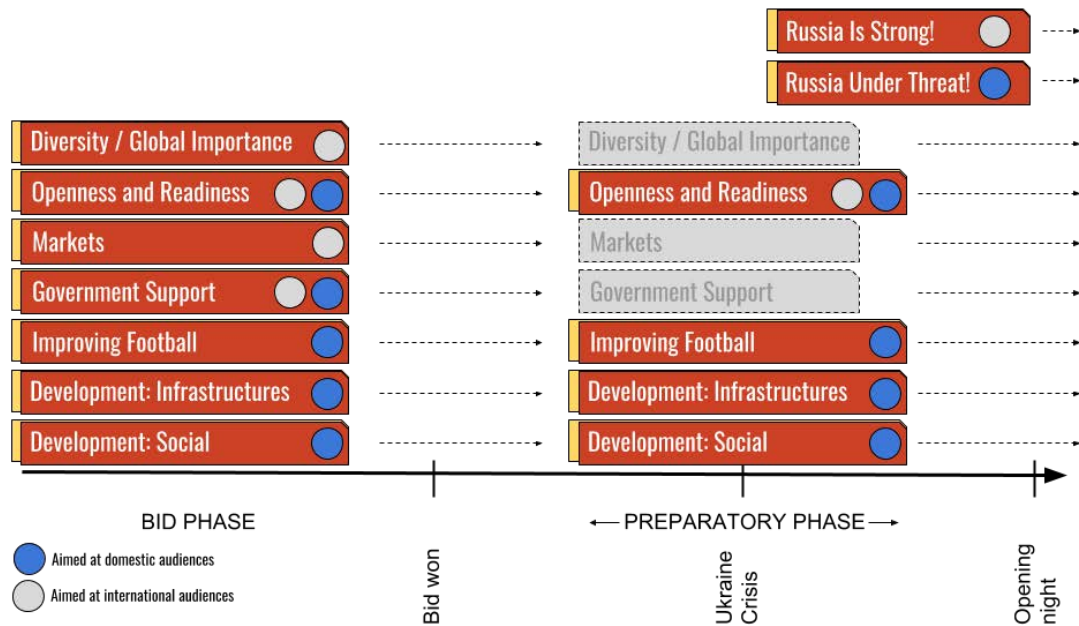 Russia Is Strong!
Russia Under Threat!
Diversity / Global Importance
Diversity / Global Importance
Openness and Readiness
Openness and Readiness
Markets
Markets
Government Support
Government Support
Improving Football
Improving Football
Development: Infrastructures
Development: Infrastructures
Development: Social
Development: Social
BID PHASE
PREPARATORY PHASE
Aimed at domestic audiences
Aimed at international audiences
Bid won
Ukraine
Crisis
Opening
night